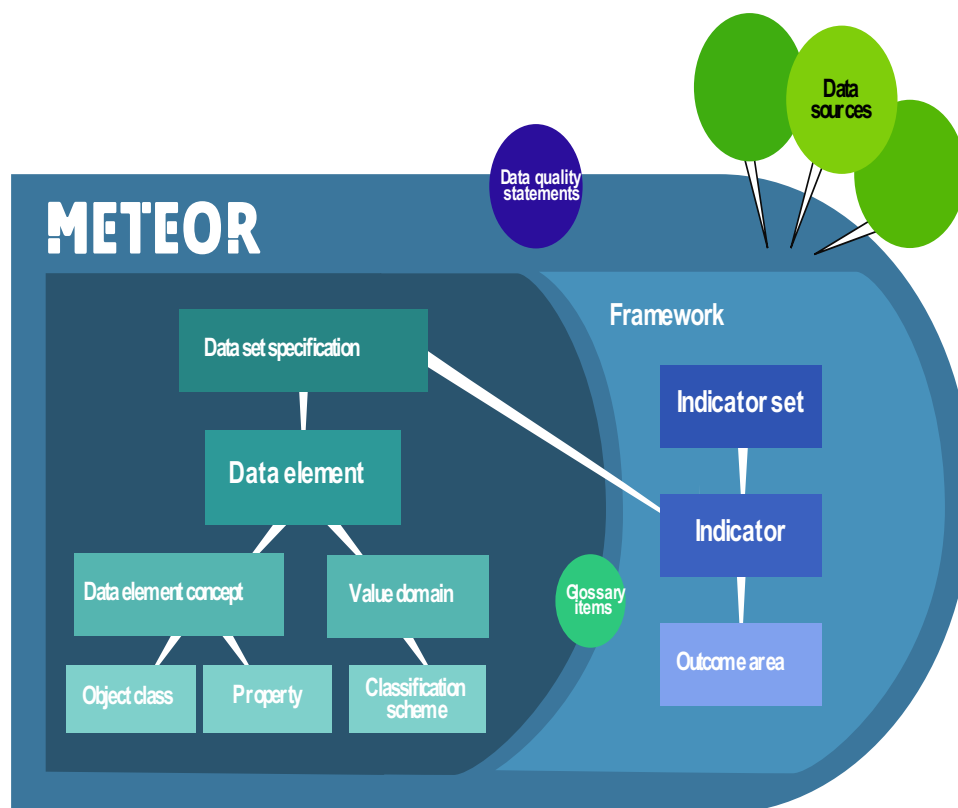 Data
sources
Data quality
statements
METEOR
Framework
Data set specification
Indicator set
Data element
Indicator
Data element concept
Value domain
Glossary
items
Outcome area
Object class
Property
Classification
scheme